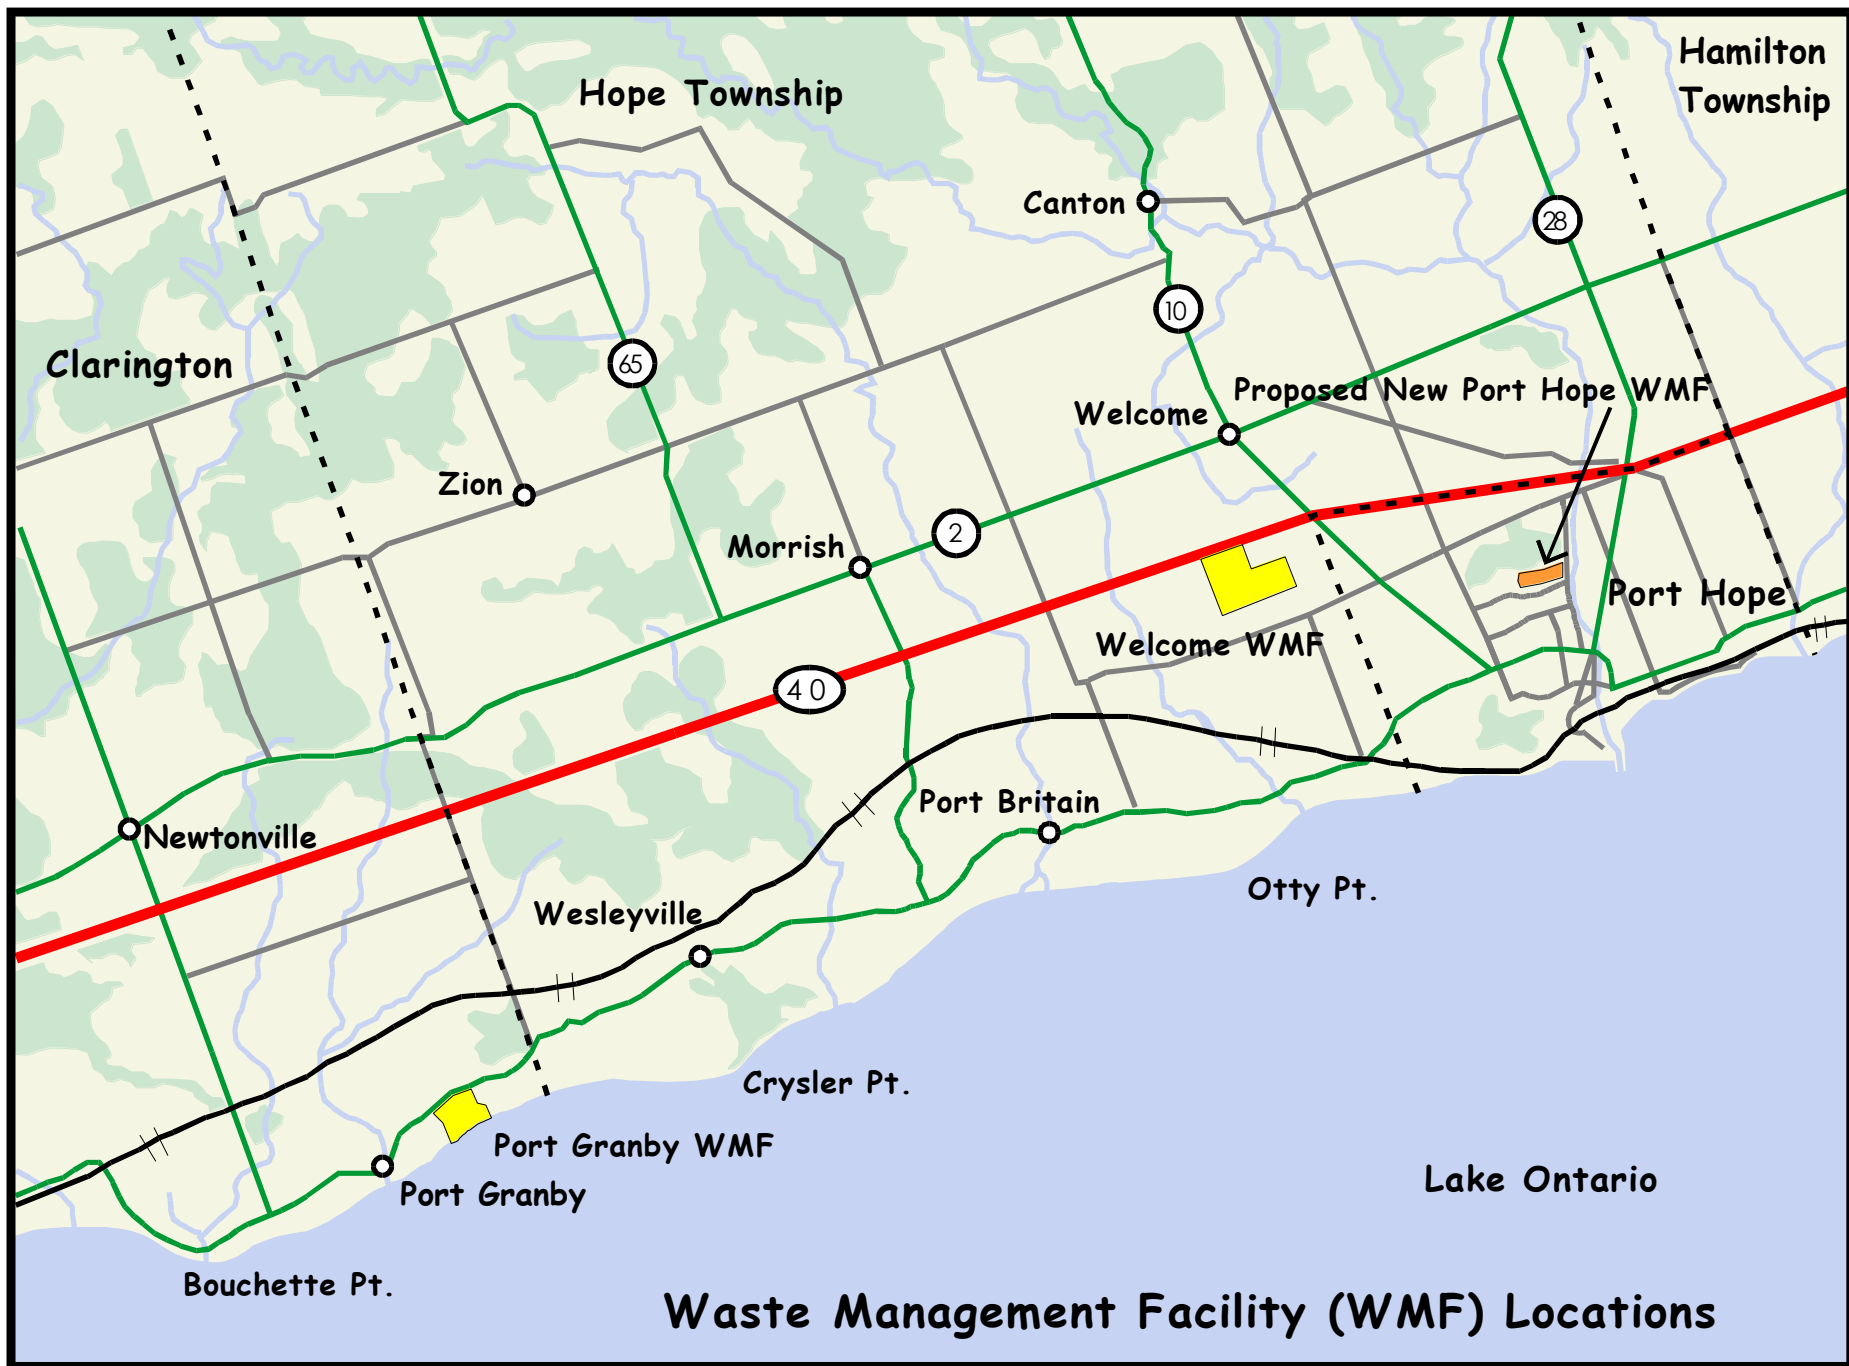 Hamilton
Township
Hope Township
Canton
28
10
Clarington
65
Proposed New Port Hope WMF
Welcome
Zion
2
Morrish
Port Hope
Welcome WMF
40
Port Britain
Newtonville
Otty Pt.
Wesleyville
Crysler Pt.
Port Granby WMF
Lake Ontario
Port Granby
Bouchette Pt.
Waste Management Facility (WMF) Locations